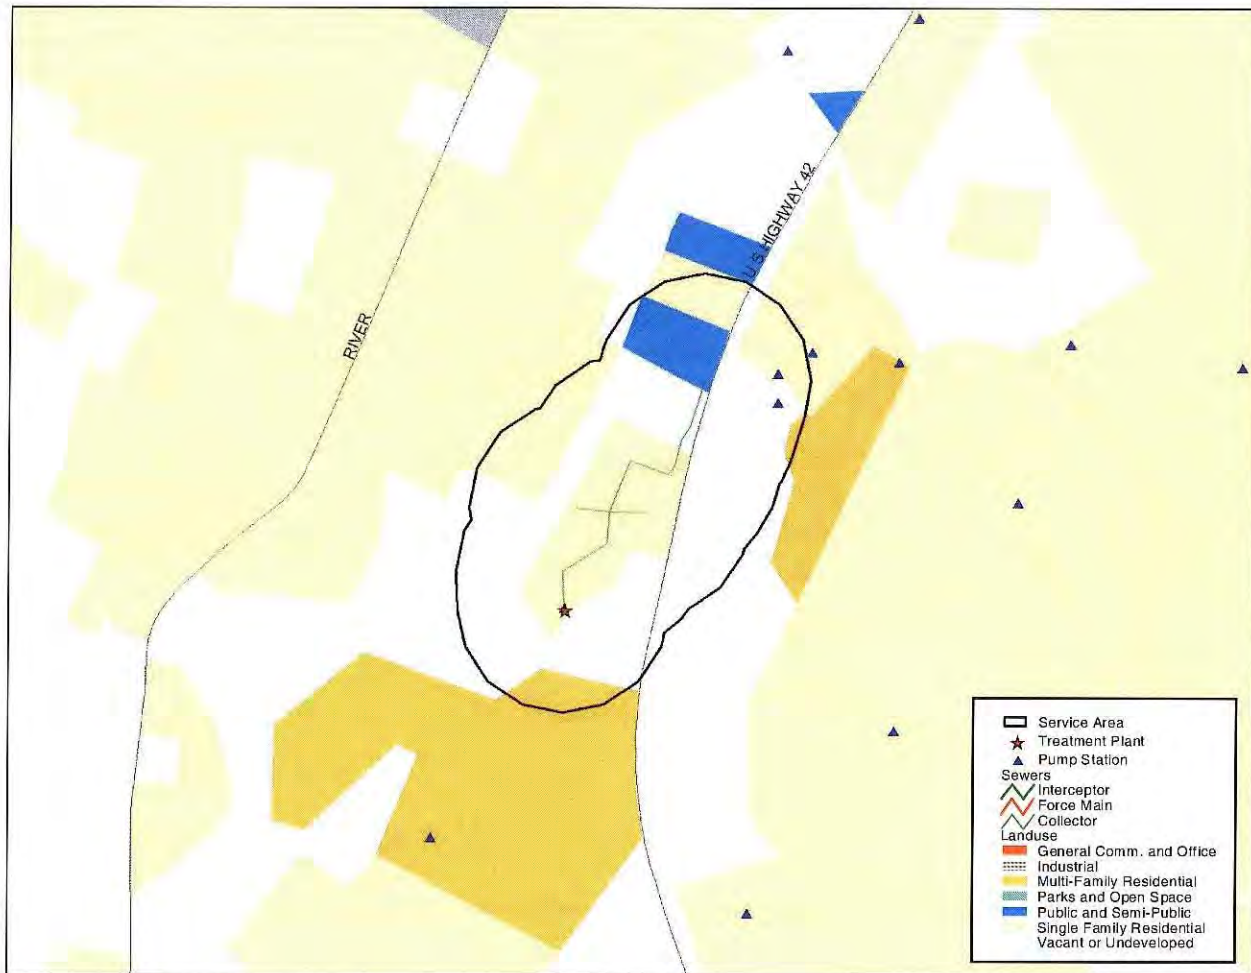 U S HIGHWAY 42
RIVER
Service Area
Treatment Plant
Pump Station
Sewers
Interceptor
Force Main
Collector
Landuse
General Comm. and Office
Industrial
Multi-Family Residential
Parks and Open Space
Public and Semi-Public
Single Family Residential
Vacant or Undeveloped